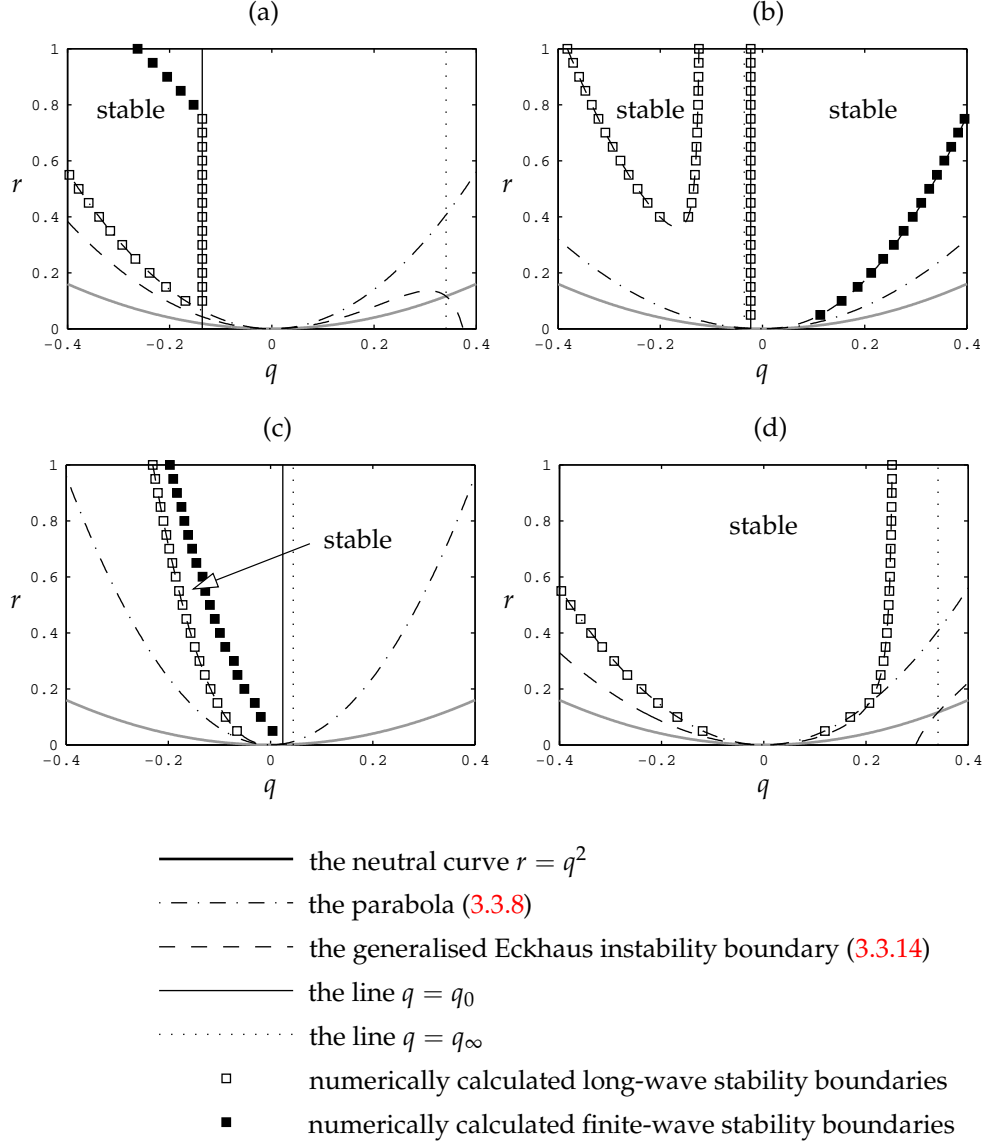 (a)
(b)
1
0.8
0.6
r
0.4
0.2
0
stable
-0.4
-0.2
0
0.2
0.4
q
1
0.8
0.6
r
0.4
0.2
0
stable
stable
-0.4
-0.2
0
0.2
0.4
q
(c)
(d)
1
0.8
0.6
r
0.4
0.2
0
stable
-0.4
-0.2
0
0.2
0.4
q
1
0.8
0.6
r
0.4
0.2
0
stable
-0.4
-0.2
0
0.2
0.4
q
the neutral curve r = q²
the parabola (3.3.8)
the generalised Eckhaus instability boundary (3.3.14)
the line q = q₀
the line q = q∞
numerically calculated long-wave stability boundaries
numerically calculated finite-wave stability boundaries